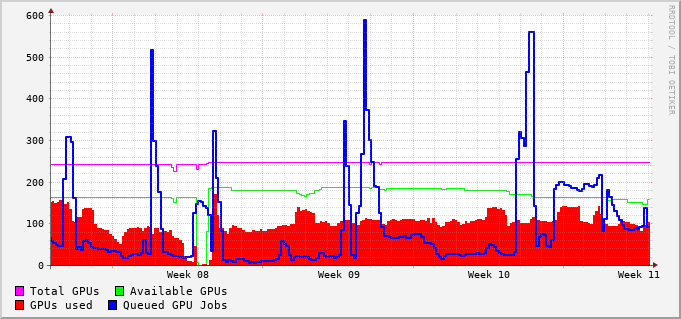 600
500
400
300
200
100
0
RRDTOOL / TOBI OETIKER
Week 08 Week 09 Week 10 Week 11
Total GPUs Available GPUs
GPUs used Queued GPU Jobs